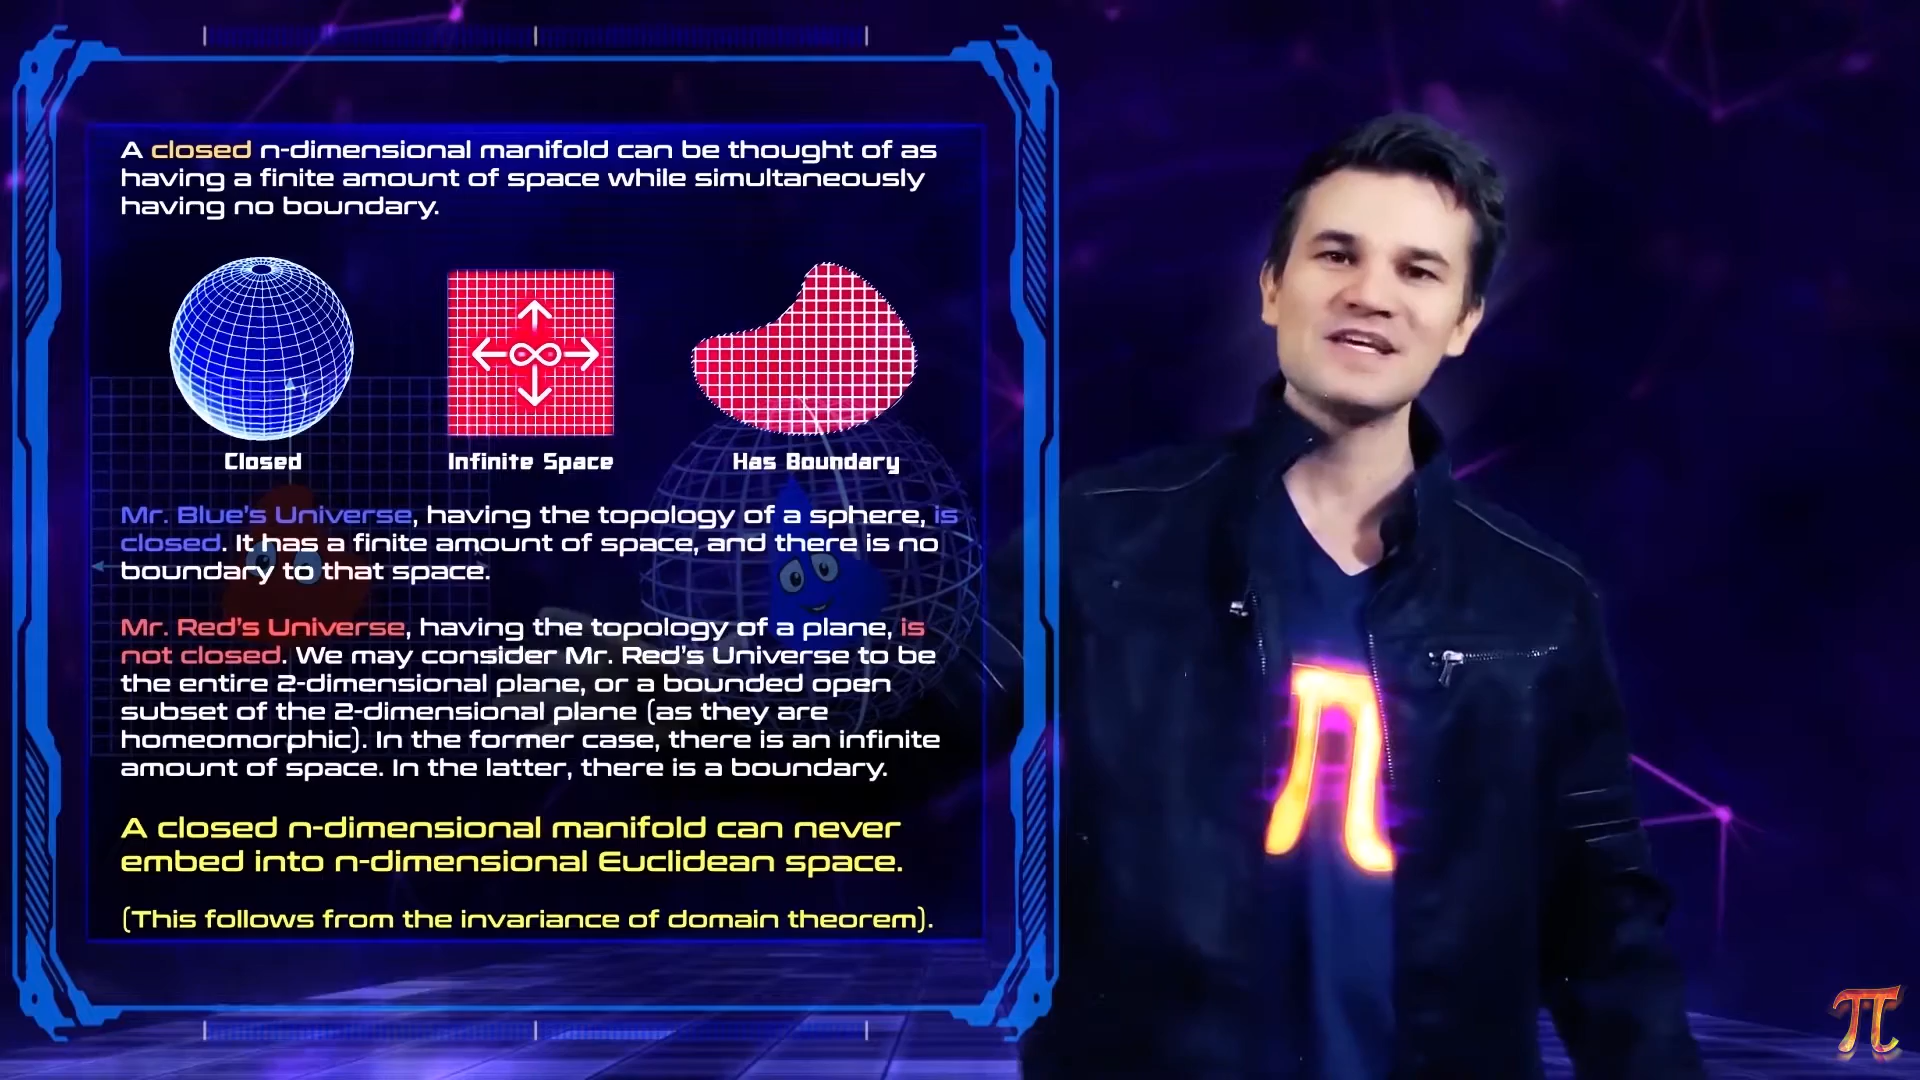 A closed n-dimensional manifold can be thought of as
having a finite amount of space while simultaneously
having no boundary.
∞
Closed
Infinite Space
Has Boundary
Mr. Blue's Universe, having the topology of a sphere, is
closed. It has a finite amount of space, and there is no
boundary to that space.
Mr. Red's Universe, having the topology of a plane, is
not closed. We may consider Mr. Red's Universe to be
the entire 2-dimensional plane, or a bounded open
subset of the 2-dimensional plane (as they are
homeomorphic). In the former case, there is an infinite
amount of space. In the latter, there is a boundary.
A closed n-dimensional manifold can never
embed into n-dimensional Euclidean space.
(This follows from the invariance of domain theorem).
π
π